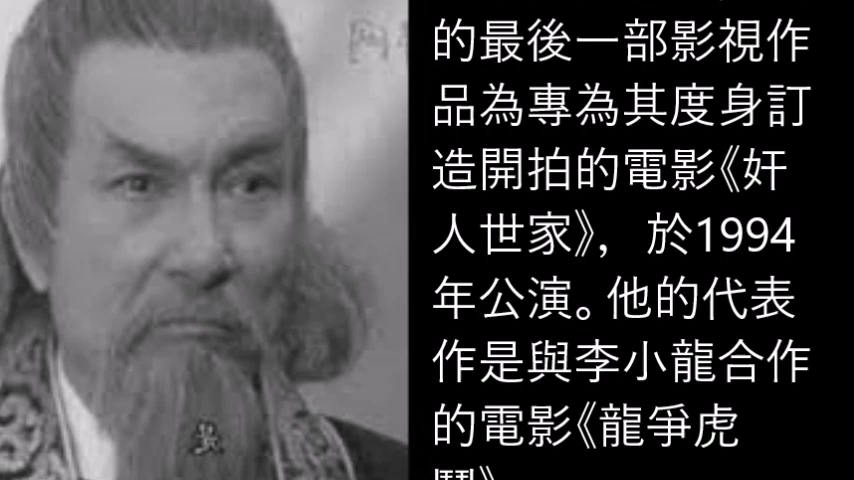 的最後一部影視作
品為專為其度身訂
造開拍的電影《奸
人世家》，於1994
年公演。他的代表
作是與李小龍合作
的電影《龍爭虎
鬥》